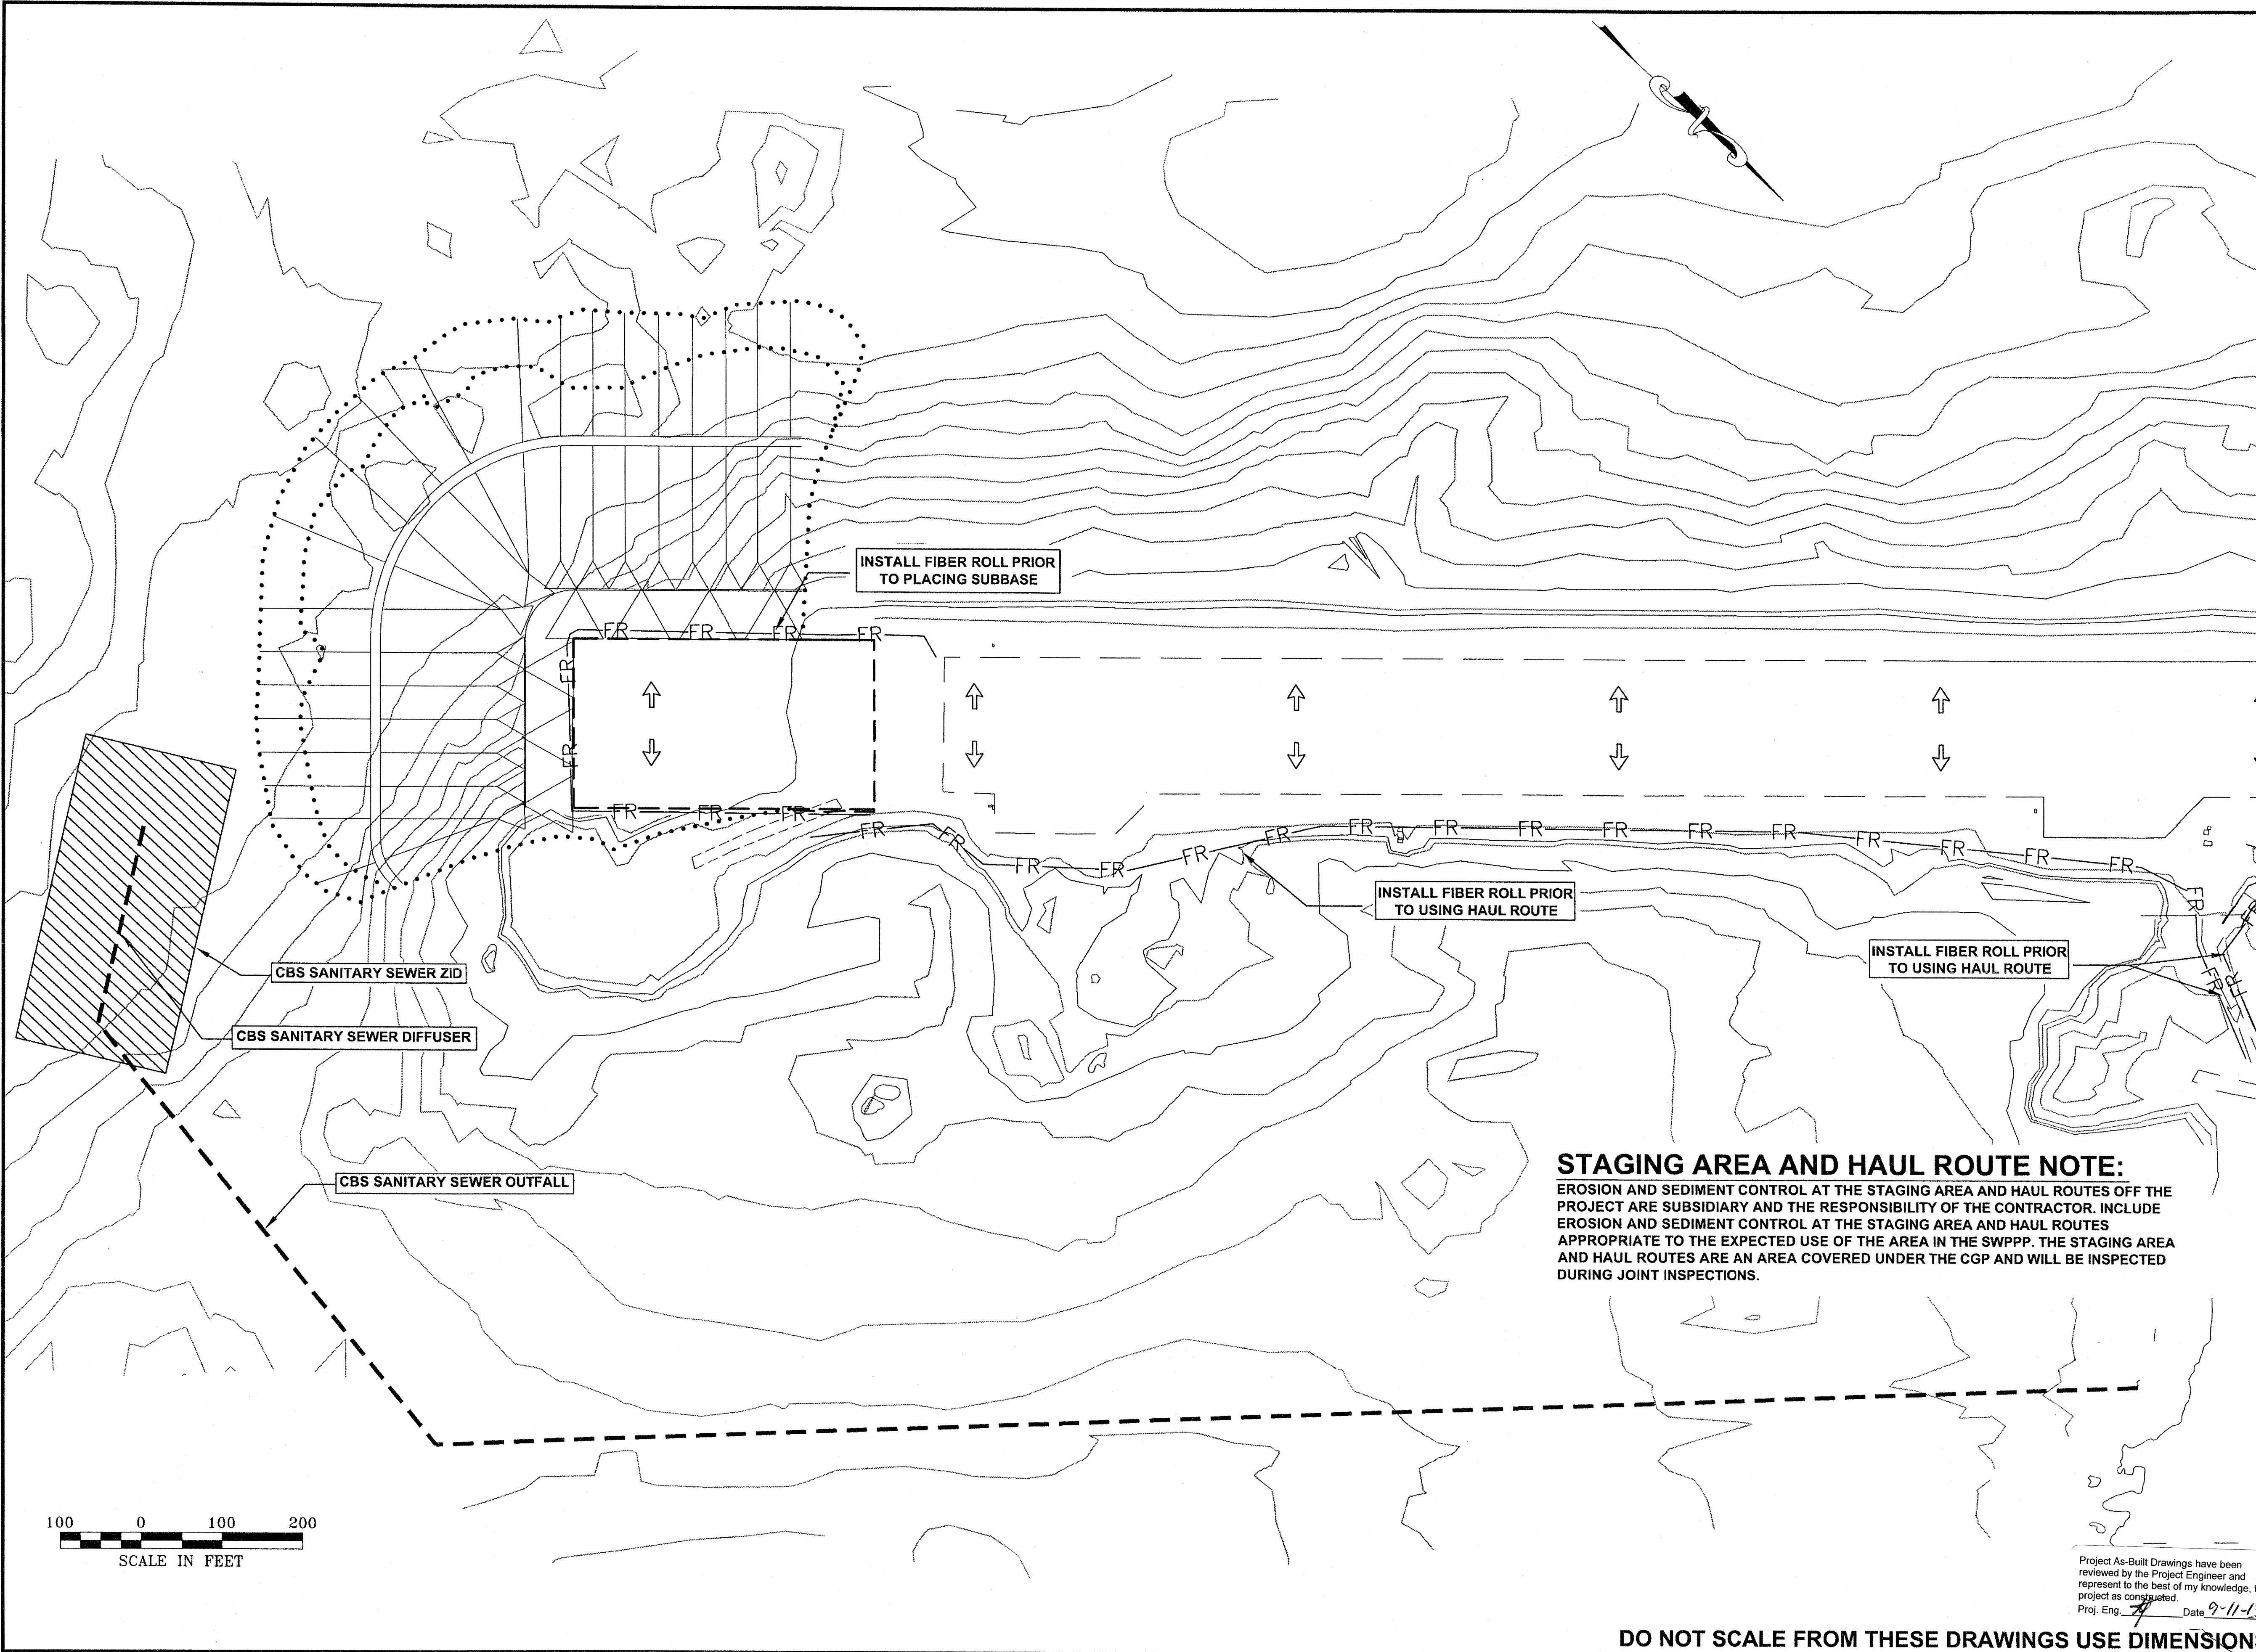 INSTALL FIBER ROLL PRIOR
TO PLACING SUBBASE
FR FR FR FR
FR
FR
FR FR FR
FR FR FR FR FR FR FR FR FR FR FR FR FR FR FR FR
FR
FR
FR
INSTALL FIBER ROLL PRIOR
TO USING HAUL ROUTE
INSTALL FIBER ROLL PRIOR
TO USING HAUL ROUTE
CBS SANITARY SEWER ZID
CBS SANITARY SEWER DIFFUSER
CBS SANITARY SEWER OUTFALL
STAGING AREA AND HAUL ROUTE NOTE:
EROSION AND SEDIMENT CONTROL AT THE STAGING AREA AND HAUL ROUTES OFF THE
PROJECT ARE SUBSIDIARY AND THE RESPONSIBILITY OF THE CONTRACTOR. INCLUDE
EROSION AND SEDIMENT CONTROL AT THE STAGING AREA AND HAUL ROUTES
APPROPRIATE TO THE EXPECTED USE OF THE AREA IN THE SWPPP. THE STAGING AREA
AND HAUL ROUTES ARE AN AREA COVERED UNDER THE CGP AND WILL BE INSPECTED
DURING JOINT INSPECTIONS.
100 0 100 200
SCALE IN FEET
Project As-Built Drawings have been
reviewed by the Project Engineer and
represent to the best of my knowledge,
project as constructed.
Proj. Eng. Date 9-11-1
DO NOT SCALE FROM THESE DRAWINGS USE DIMENSIONS